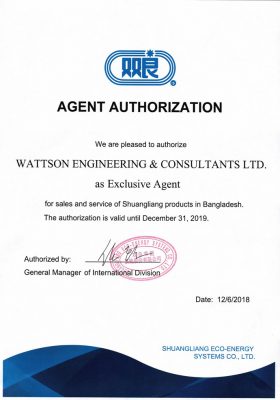 双良
®
AGENT AUTHORIZATION
We are pleased to authorize
WATTSON ENGINEERING & CONSULTANTS LTD.
as Exclusive Agent
for sales and service of Shuangliang products in Bangladesh.
The authorization is valid until December 31, 2019.
Authorized by:
General Manager of International Division
Date: 12/6/2018
SHUANGLIANG ECO-ENERGY
SYSTEMS CO., LTD.